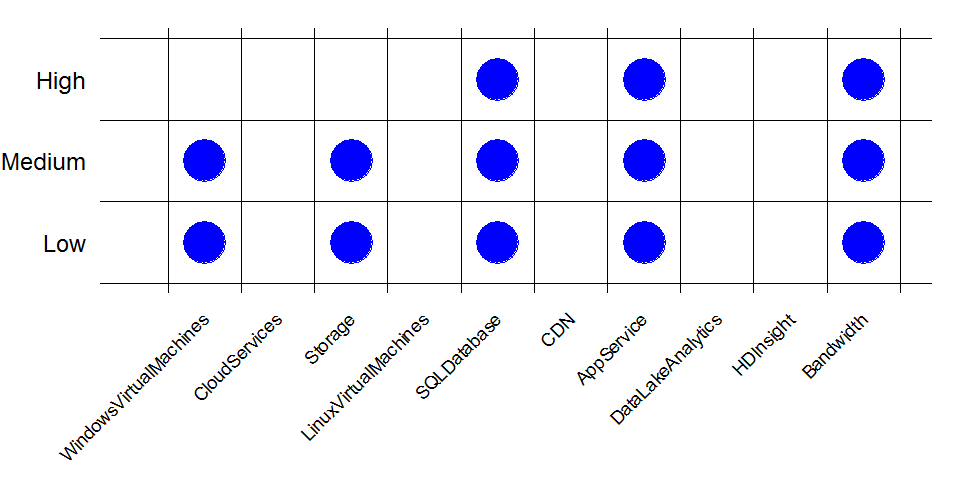 High
Medium
Low
WindowsVirtualMachines
CloudServices
Storage
LinuxVirtualMachines
SQLDatabase
CDN
AppService
DataLakeAnalytics
HDInsight
Bandwidth